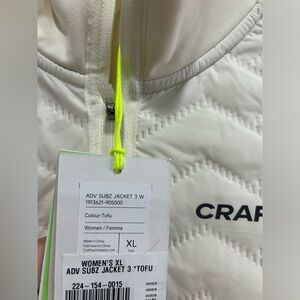 ADV SUBZ JACKET 3 W
1913621-905000
Colour Tofu
Women / Femme
Made in China
XL
CRAF
WOMEN'S XL
ADV SUBZ JACKET 3 *TOFU
224-154-0015